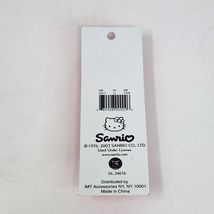 Sanrio
©1976, 2003 SANRIO CO., LTD.
Used Under License.
www.sanrio.com
Distributed by
IMT Accessories NY, NY 10001
Made in China